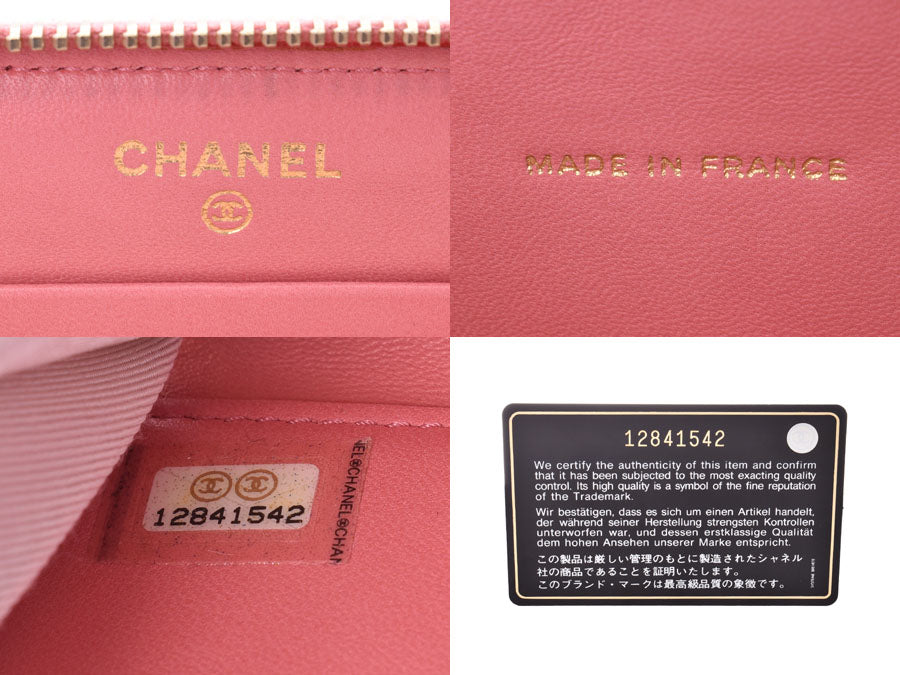 CHANEL
MADE IN FRANCE
12841542
NEL®CHANEL®CHAN
12841542
We certify the authenticity of this item and confirm
that it has been subjected to the most exacting quality
control. Its high quality is a symbol of the fine reputation
of the Trademark.
Wir bestätigen, dass es sich um einen Artikel handelt,
der während seiner Herstellung strengsten Kontrollen
unterworfen war, und dessen erstklassige Qualität
dem hohen Ansehen unserer Marke entspricht.
この製品は厳しい管理のもとに製造されたシャネル
社の商品であることを証明いたします。
このブランド・マークは最高級品質の象徴です。